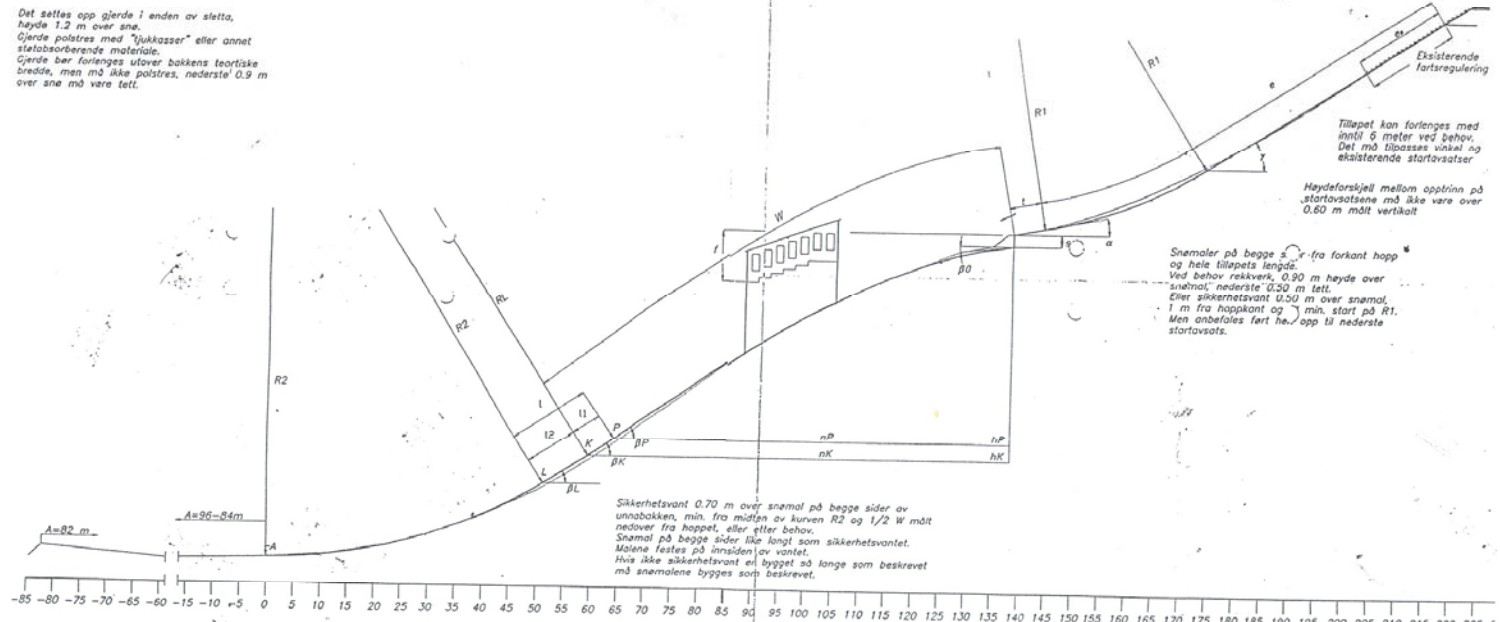 Det settes opp gjerde i enden av sletta,
høyde 1.2 m over snø.
Gjerde polstres med "tjukkasser" eller annet
støtabsorberende materiale.
Gjerde bør forlenges utover bakkens teortiske
bredde, men må ikke polstres, nederste 0.9 m
over snø må være tett.
R1
R1
e
es
Eksisterende
fartsregulering
Tilløpet kan forlenges med
inntil 6 meter ved behov.
Det må tilpasses vinkel og
eksisterende startavsatser
γ
Høydeforskjell mellom opptrinn på
startavsatsene må ikke være over
0.60 m målt vertikalt
t
W
f
s
α
β0
Snømaler på begge fra forkant hopp
og hele tilløpets lengde.
Ved behov rekkverk, 0.90 m høyde over
snømal, nederste 0.50 m tett.
Eller sikkerhetsvant 0.50 m over snømal,
1 m fra hoppkant og min. start på R1.
Men anbefales ført opp til nederste
startavsats.
RL
R2
R2
l
l1
l2
P
K
L
βP
βK
βL
nP
hP
nK
hK
A=96-84m
A=82 m
A
Sikkerhetsvant 0.70 m over snømal på begge sider av
unnabakken, min. fra midten av kurven R2 og 1/2 W målt
nedover fra hoppet, eller etter behov.
Snømal på begge sider like langt som sikkerhetsvantet.
Malene festes på innsiden av vantet.
Hvis ikke sikkerhetsvant er bygget så lange som beskrevet
må snømalene bygges som beskrevet.
-85 -80 -75 -70 -65 -60 -15 -10 -5 0 5 10 15 20 25 30 35 40 45 50 55 60 65 70 75 80 85 90 95 100 105 110 115 120 125 130 135 140 145 150 155 160 165 170 175 180 185 190 195